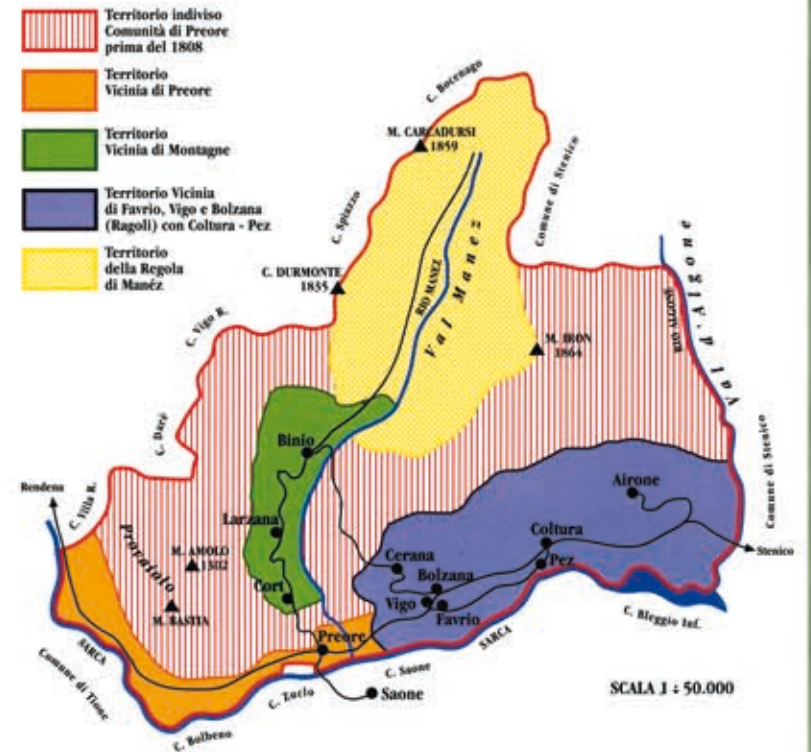 Territorio indiviso
Comunità di Preore
prima del 1808
Territorio
Vicinia di Preore
Territorio
Vicinia di Montagne
Territorio Vicinia
di Favrio, Vigo e Bolzana
(Ragoli) con Coltura - Pez
Territorio
della Regola
di Manéz
C. Bocenago
M. CARCADURSI
1859
Comune di Stenico
C. Spiazzo
C. DURMONTE
1835
RIO MANEZ
Val Manez
RIO ALGONE
Val d'Algone
C. Vigo R.
M. IRON
1864
C. Darè
Binio
Airone
Comune di Stenico
Rendena
C. Villa R.
Larzana
Coltura
Stenico
Provaiolo
M. AMOLO
1302
Cerana
Pez
Bolzana
Cort
Vigo
Favrio
M. BASTIA
C. Bleggio Inf.
Preore
SARCA
SARCA
C. Saone
Comune di Tione
C. Zuclo
Saone
SCALA 1 ÷ 50.000
C. Bolbeno